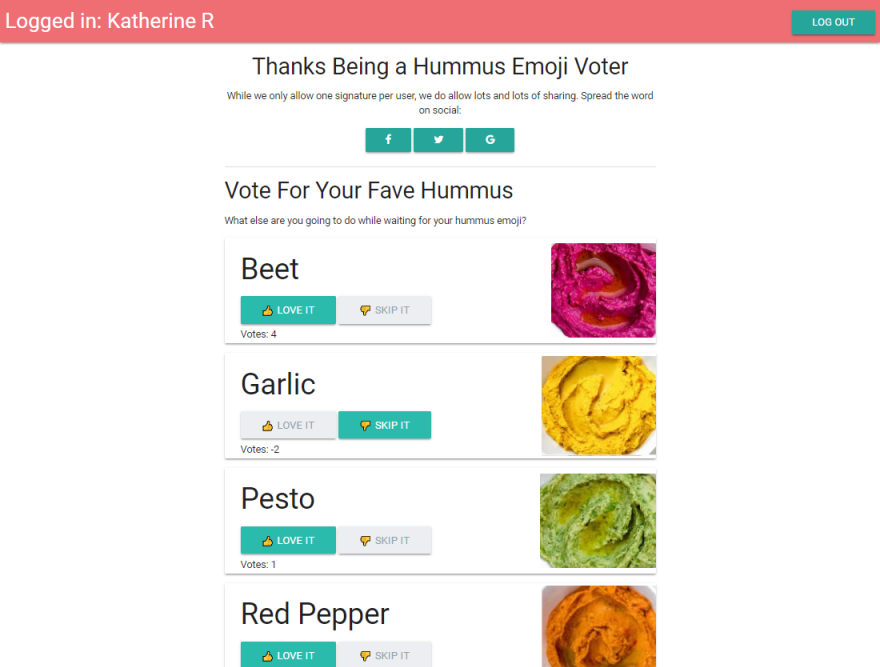 Logged in: Katherine R
LOG OUT
Thanks Being a Hummus Emoji Voter
While we only allow one signature per user, we do allow lots and lots of sharing. Spread the word
on social:
Vote For Your Fave Hummus
What else are you going to do while waiting for your hummus emoji?
Beet
👍 LOVE IT 👎 SKIP IT
Votes: 4
Garlic
👍 LOVE IT 👎 SKIP IT
Votes: -2
Pesto
👍 LOVE IT 👎 SKIP IT
Votes: 1
Red Pepper
👍 LOVE IT 👎 SKIP IT